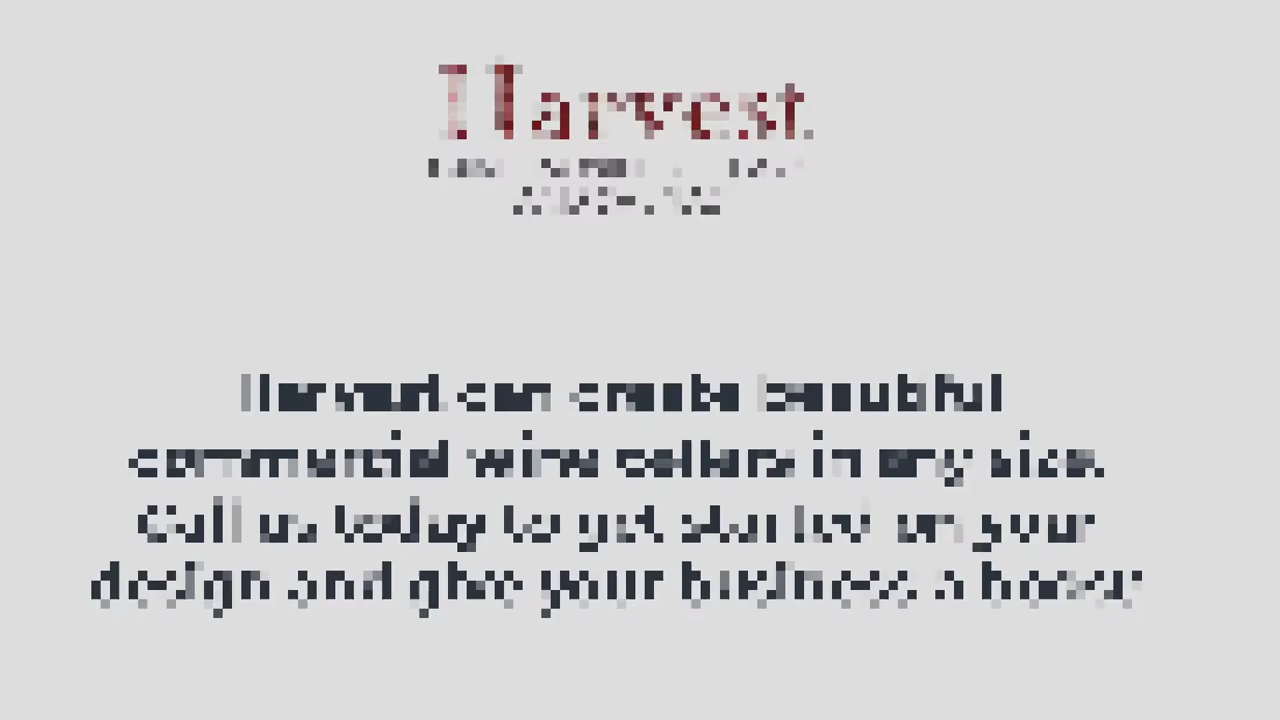 Harvest
Harvest can create beautiful
commercial wine cellars in any size.
Call us today to get started on your
design and give your business a boost!